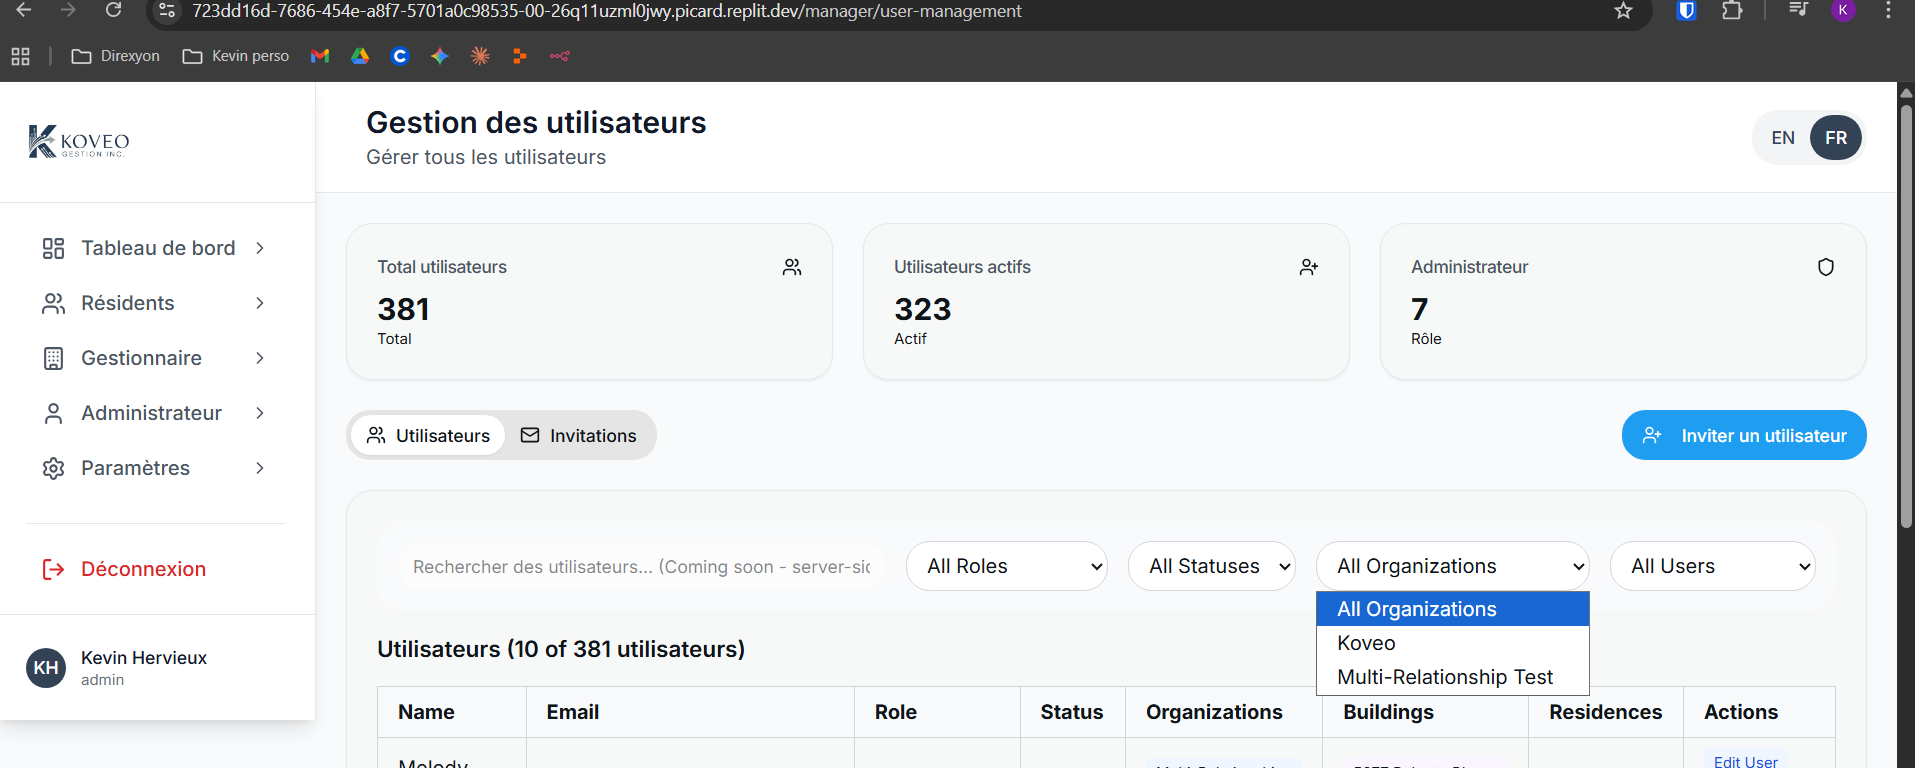 723dd16d-7686-454e-a8f7-5701a0c98535-00-26q11uzml0jwy.picard.replit.dev/manager/user-management
K
Direxyon
Kevin perso
KOVEO
GESTION INC.
Gestion des utilisateurs
Gérer tous les utilisateurs
EN
FR
Tableau de bord
Résidents
Gestionnaire
Administrateur
Paramètres
Déconnexion
KH
Kevin Hervieux
admin
Total utilisateurs
381
Total
Utilisateurs actifs
323
Actif
Administrateur
7
Rôle
Utilisateurs
Invitations
Inviter un utilisateur
Rechercher des utilisateurs... (Coming soon - server-sid
All Roles
All Statuses
All Organizations
All Users
All Organizations
Koveo
Multi-Relationship Test
Utilisateurs (10 of 381 utilisateurs)
Name
Email
Role
Status
Organizations
Buildings
Residences
Actions
Melody
Edit User